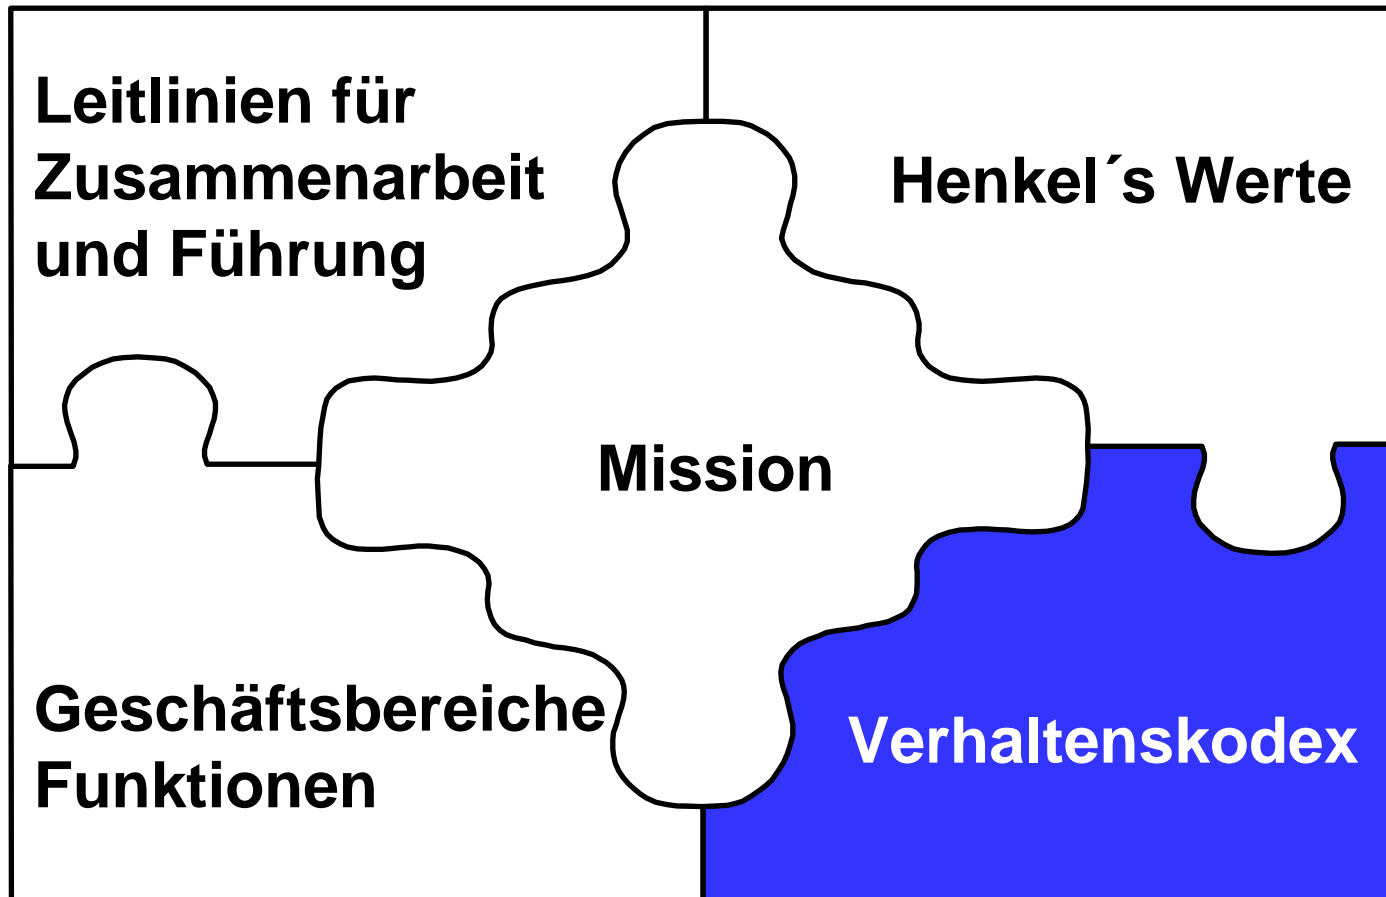 Leitlinien für
Zusammenarbeit
und Führung
Henkel´s Werte
Mission
Geschäftsbereiche
Funktionen
Verhaltenskodex